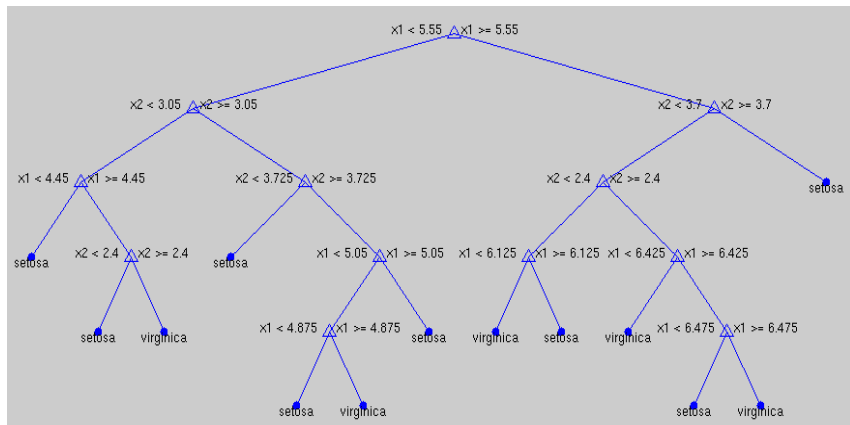 x1 < 5.55 x1 >= 5.55
x2 < 3.05 x2 >= 3.05 x2 < 3.7 x2 >= 3.7
x1 < 4.45 x1 >= 4.45 x2 < 3.725 x2 >= 3.725 x2 < 2.4 x2 >= 2.4 setosa
setosa x2 < 2.4 x2 >= 2.4 setosa x1 < 5.05 x1 >= 5.05 x1 < 6.125 x1 >= 6.125 x1 < 6.425 x1 >= 6.425
setosa virginica x1 < 4.875 x1 >= 4.875 setosa virginica setosa virginica x1 < 6.475 x1 >= 6.475
setosa virginica setosa virginica